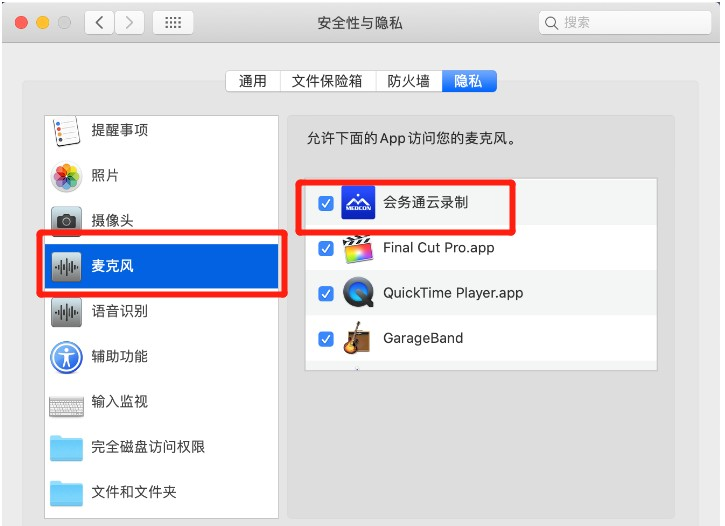 安全性与隐私
搜索
通用 文件保险箱 防火墙 隐私
提醒事项
照片
摄像头
麦克风
语音识别
辅助功能
输入监视
完全磁盘访问权限
文件和文件夹
允许下面的App访问您的麦克风。
MEDCON 会务通云录制
Final Cut Pro.app
QuickTime Player.app
GarageBand